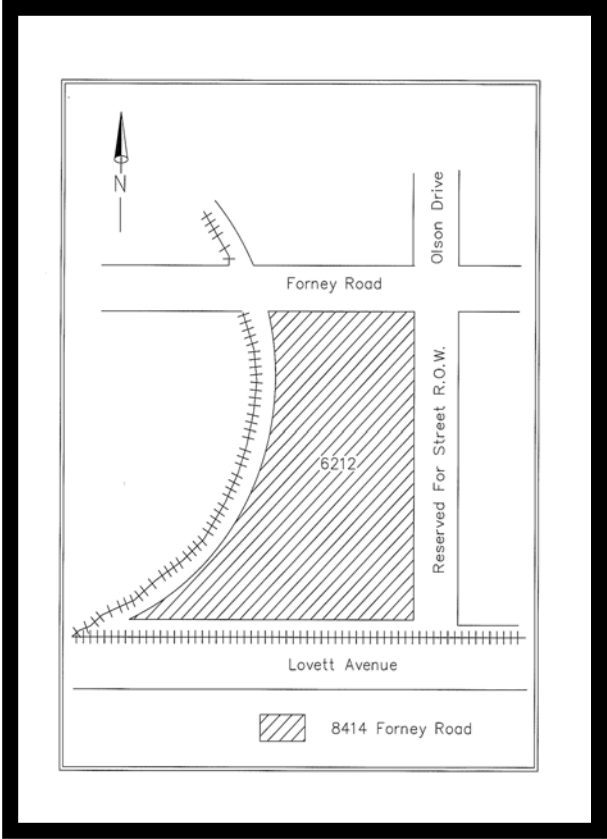 N
Olson Drive
Forney Road
Reserved For Street R.O.W.
6212
Lovett Avenue
8414 Forney Road